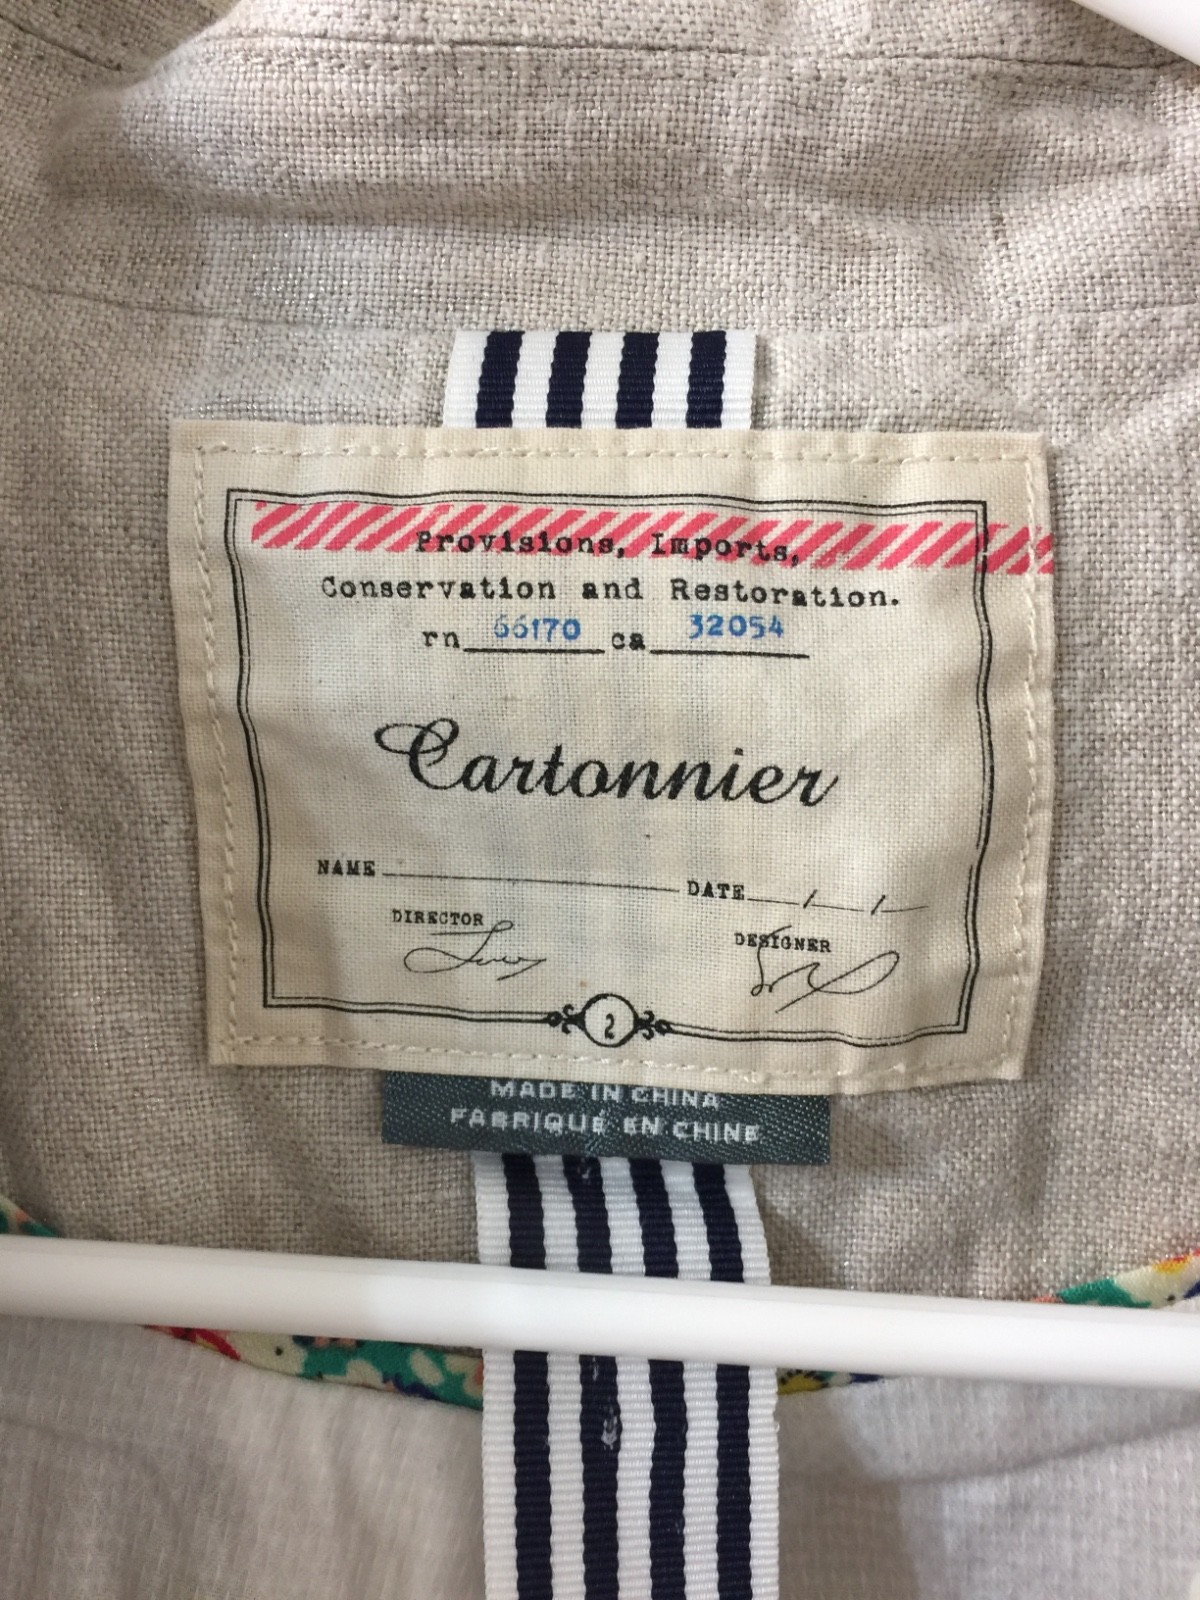 Provisions, Imports,
Conservation and Restoration.
rn 66170 ca 32054
Cartonnier
NAME DATE / /
DIRECTOR
DESIGNER
2
MADE IN CHINA
FABRIQUÉ EN CHINE